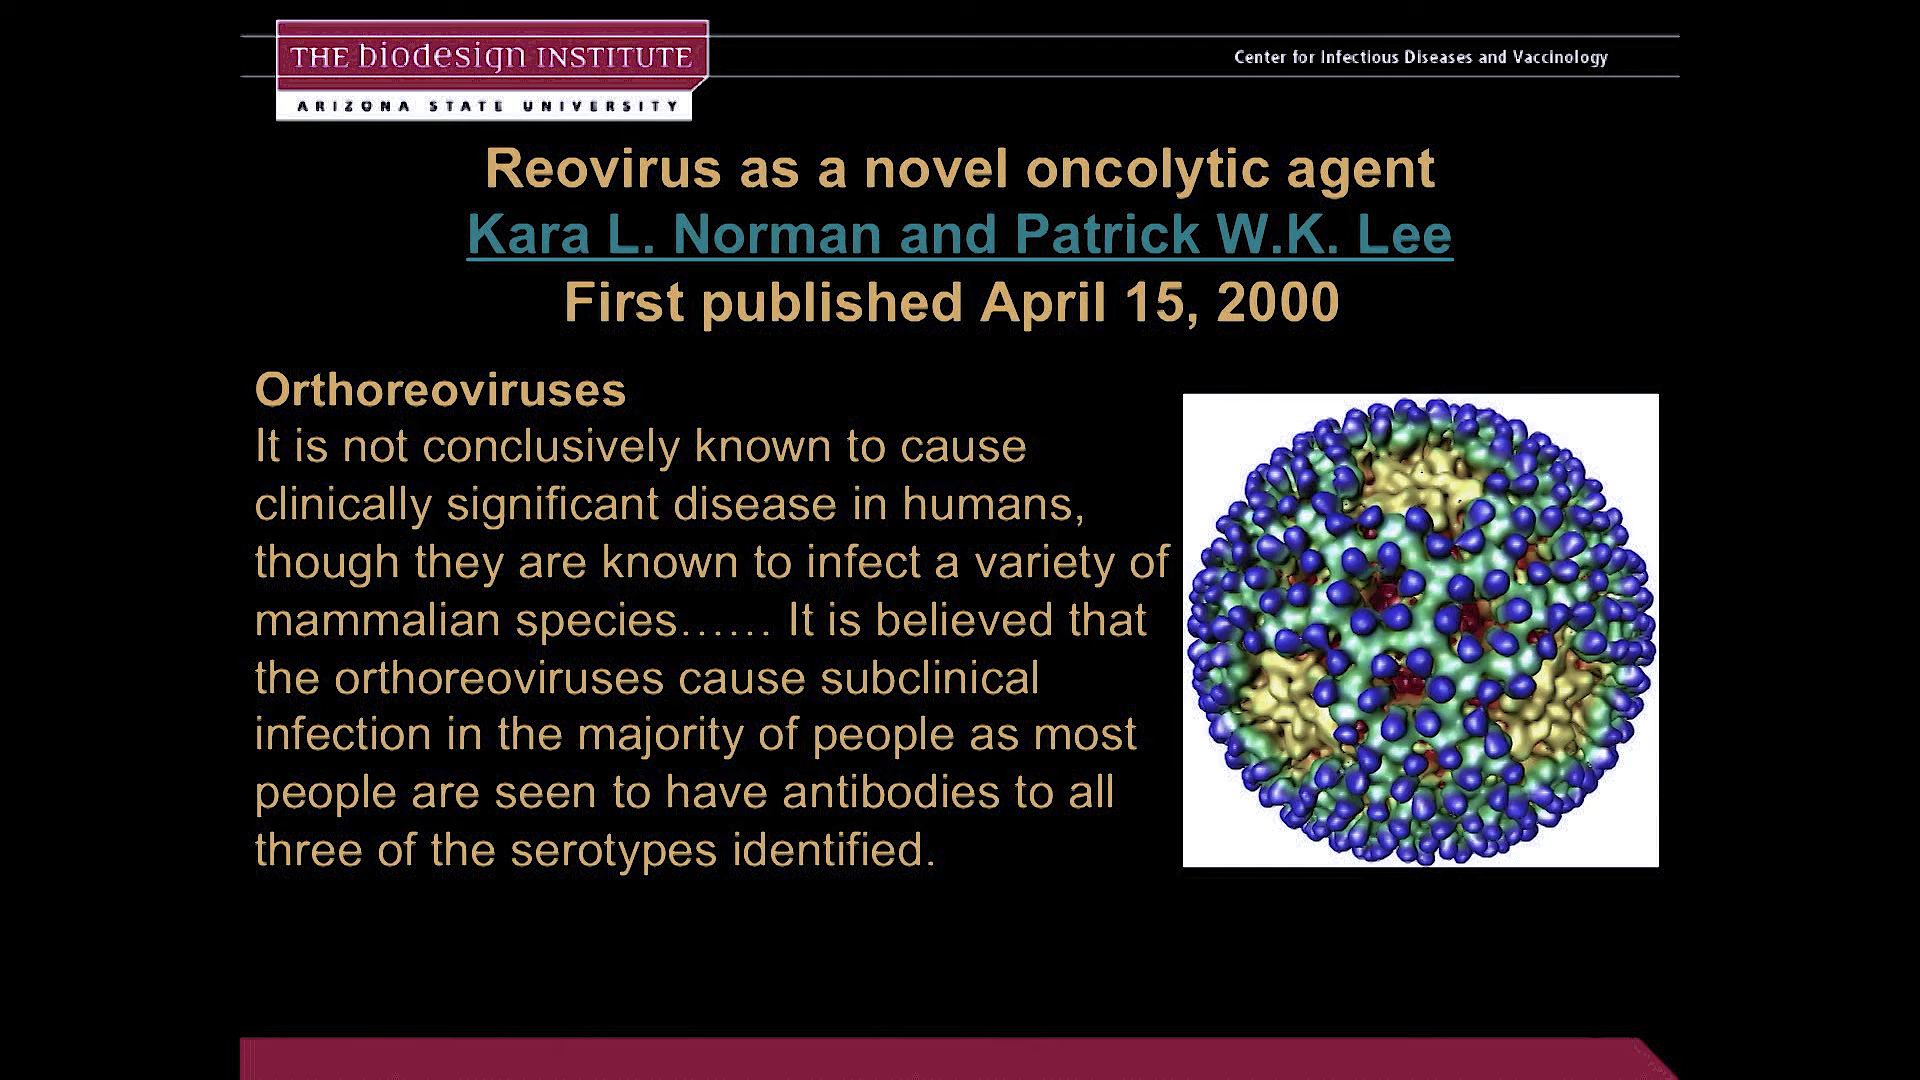 THE biodesign INSTITUTE
ARIZONA STATE UNIVERSITY
Center for Infectious Diseases and Vaccinology
Reovirus as a novel oncolytic agent
Kara L. Norman and Patrick W.K. Lee
First published April 15, 2000
Orthoreoviruses
It is not conclusively known to cause
clinically significant disease in humans,
though they are known to infect a variety of
mammalian species…… It is believed that
the orthoreoviruses cause subclinical
infection in the majority of people as most
people are seen to have antibodies to all
three of the serotypes identified.